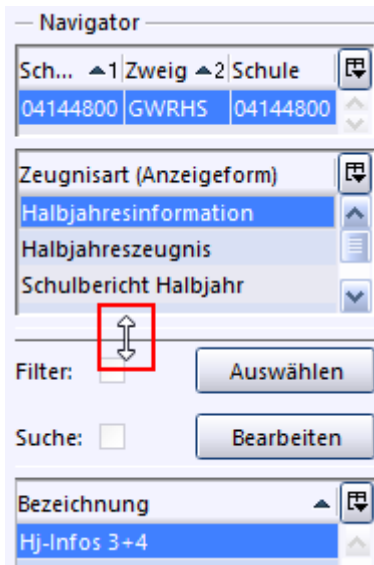 Navigator
Sch... ▲1 Zweig ▲2 Schule
04144800 GWRHS 04144800
Zeugnisart (Anzeigeform)
Halbjahresinformation
Halbjahreszeugnis
Schulbericht Halbjahr
Filter: Auswählen
Suche: Bearbeiten
Bezeichnung
Hj-Infos 3+4